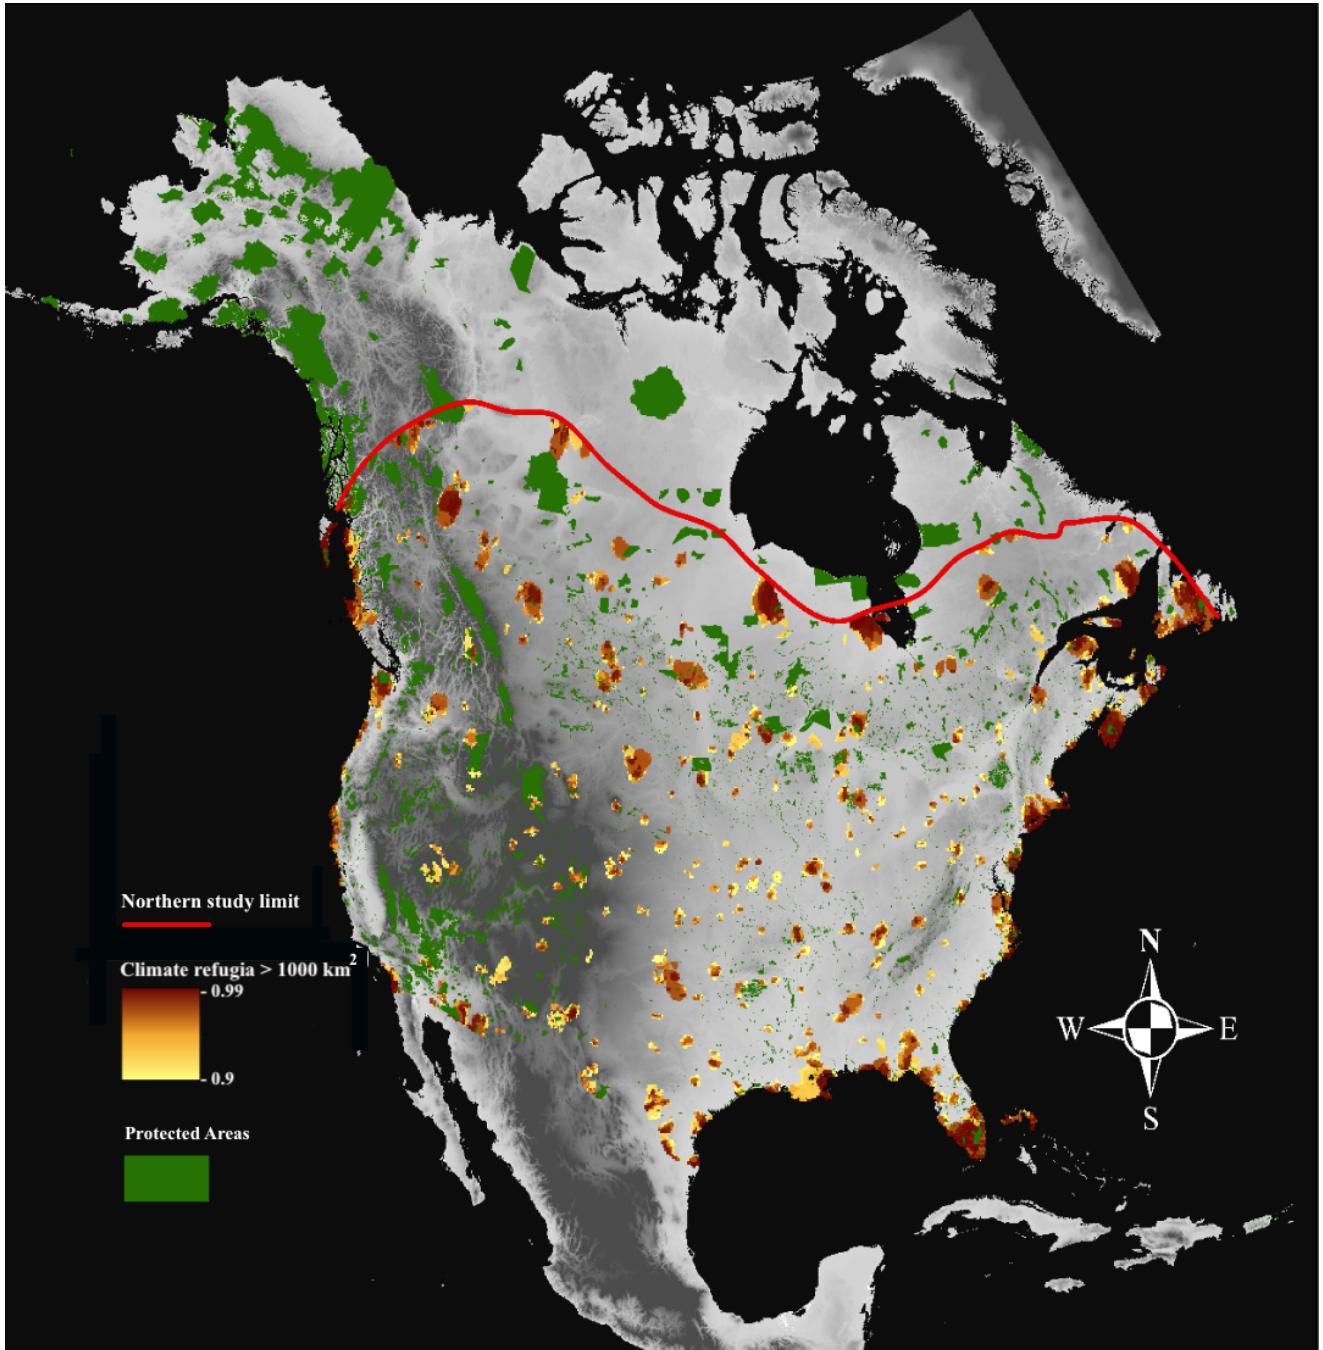 Northern study limit
Climate refugia > 1000 km²
- 0.99
- 0.9
Protected Areas
N
W E
S